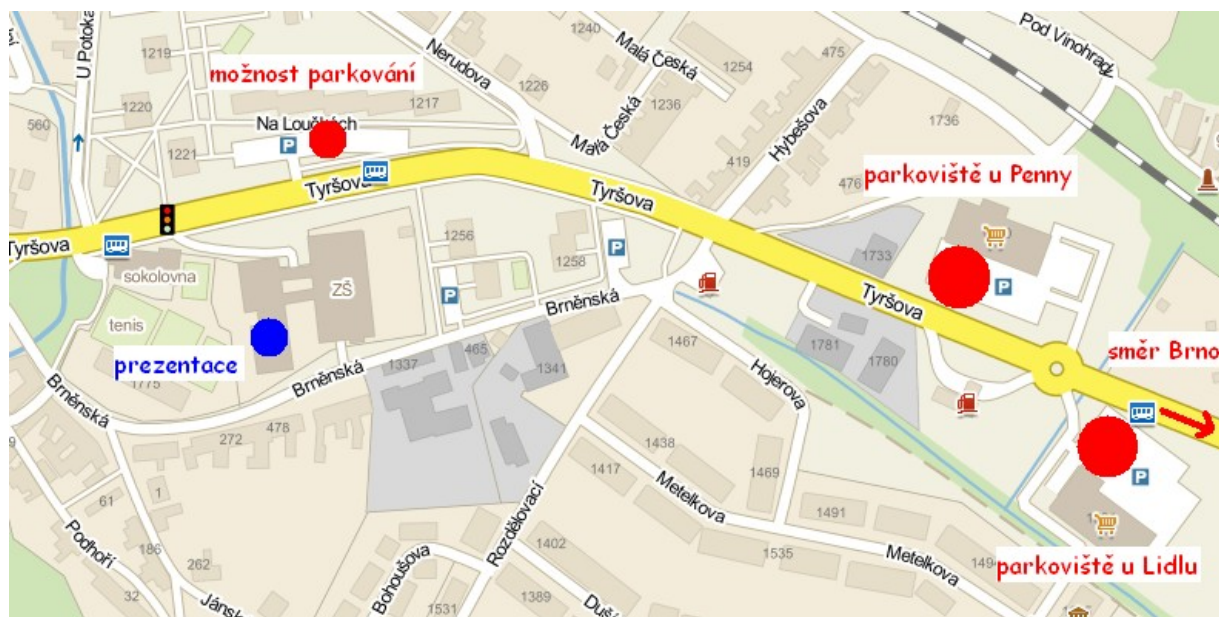 U Potoka
1219
1240
Nerudova
Malá Česká
1254
475
Pod Vinohrady
možnost parkování
1226
1220
1217
1236
Hybešova
560
Na Loučkách
Malá Česká
1736
1221
P
419
parkoviště u Penny
476
Tyršova
Tyršova
Tyršova
1256
sokolovna
1258
P
1733
ZŠ
P
P
Brněnská
Tyršova
tenis
prezentace
1337
465
1341
1467
1781
1780
směr Brno
Brněnská
1775
Hojerova
Brněnská
272
478
1438
1417
1469
P
61
1
Metelkova
1491
Podhoří
186
Rozdělovací
1402
1535
Metelkova
parkoviště u Lidlu
262
Bohoušova
32
1531
1389